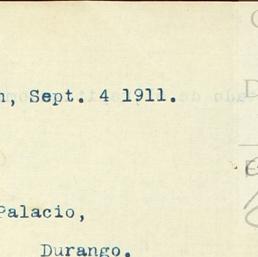 n, Sept. 4 1911.
Palacio,
Durango.